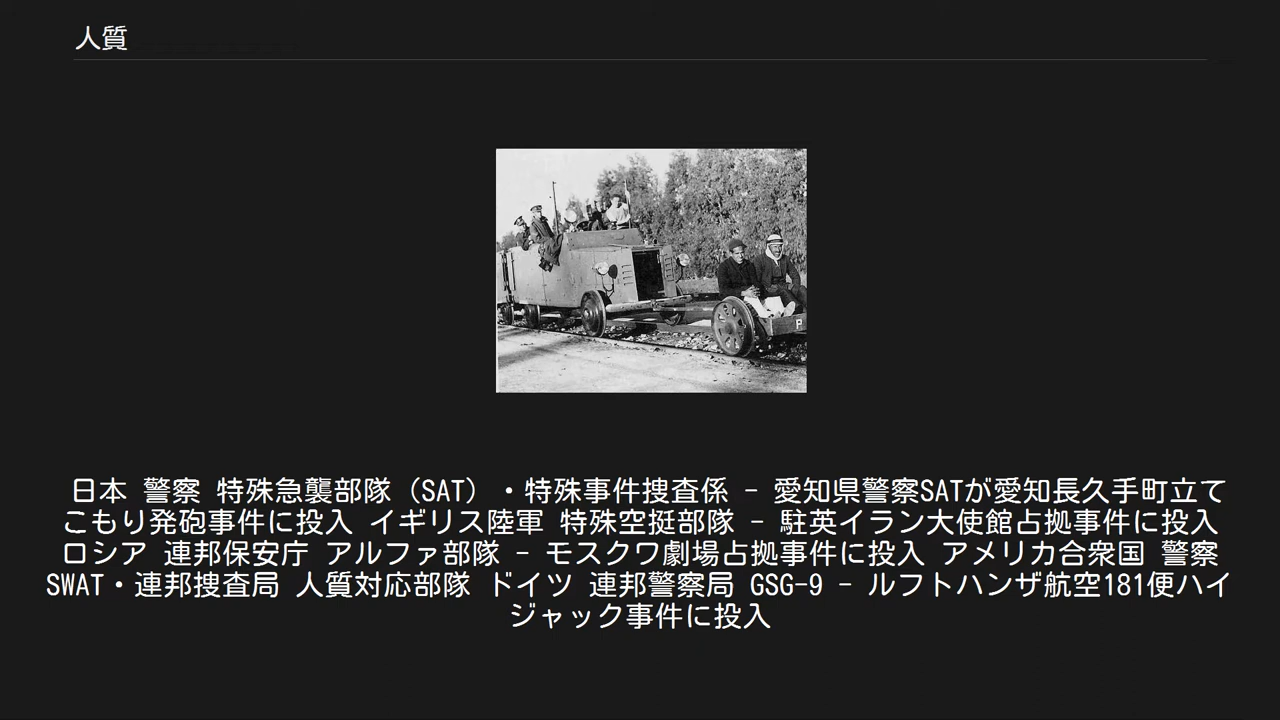 人質
日本 警察 特殊急襲部隊（SAT）・特殊事件捜査係 - 愛知県警察SATが愛知長久手町立て
こもり発砲事件に投入 イギリス陸軍 特殊空挺部隊 - 駐英イラン大使館占拠事件に投入
ロシア 連邦保安庁 アルファ部隊 - モスクワ劇場占拠事件に投入 アメリカ合衆国 警察
SWAT・連邦捜査局 人質対応部隊 ドイツ 連邦警察局 GSG-9 - ルフトハンザ航空181便ハイ
ジャック事件に投入